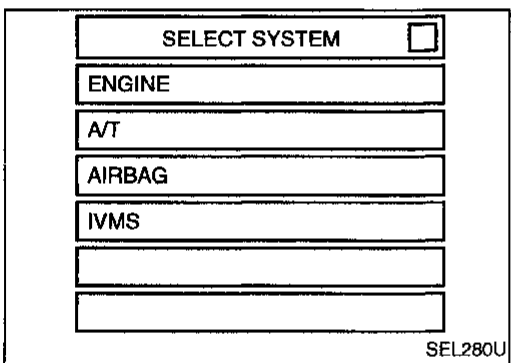 SELECT SYSTEM
ENGINE
A/T
AIRBAG
IVMS
SEL280U